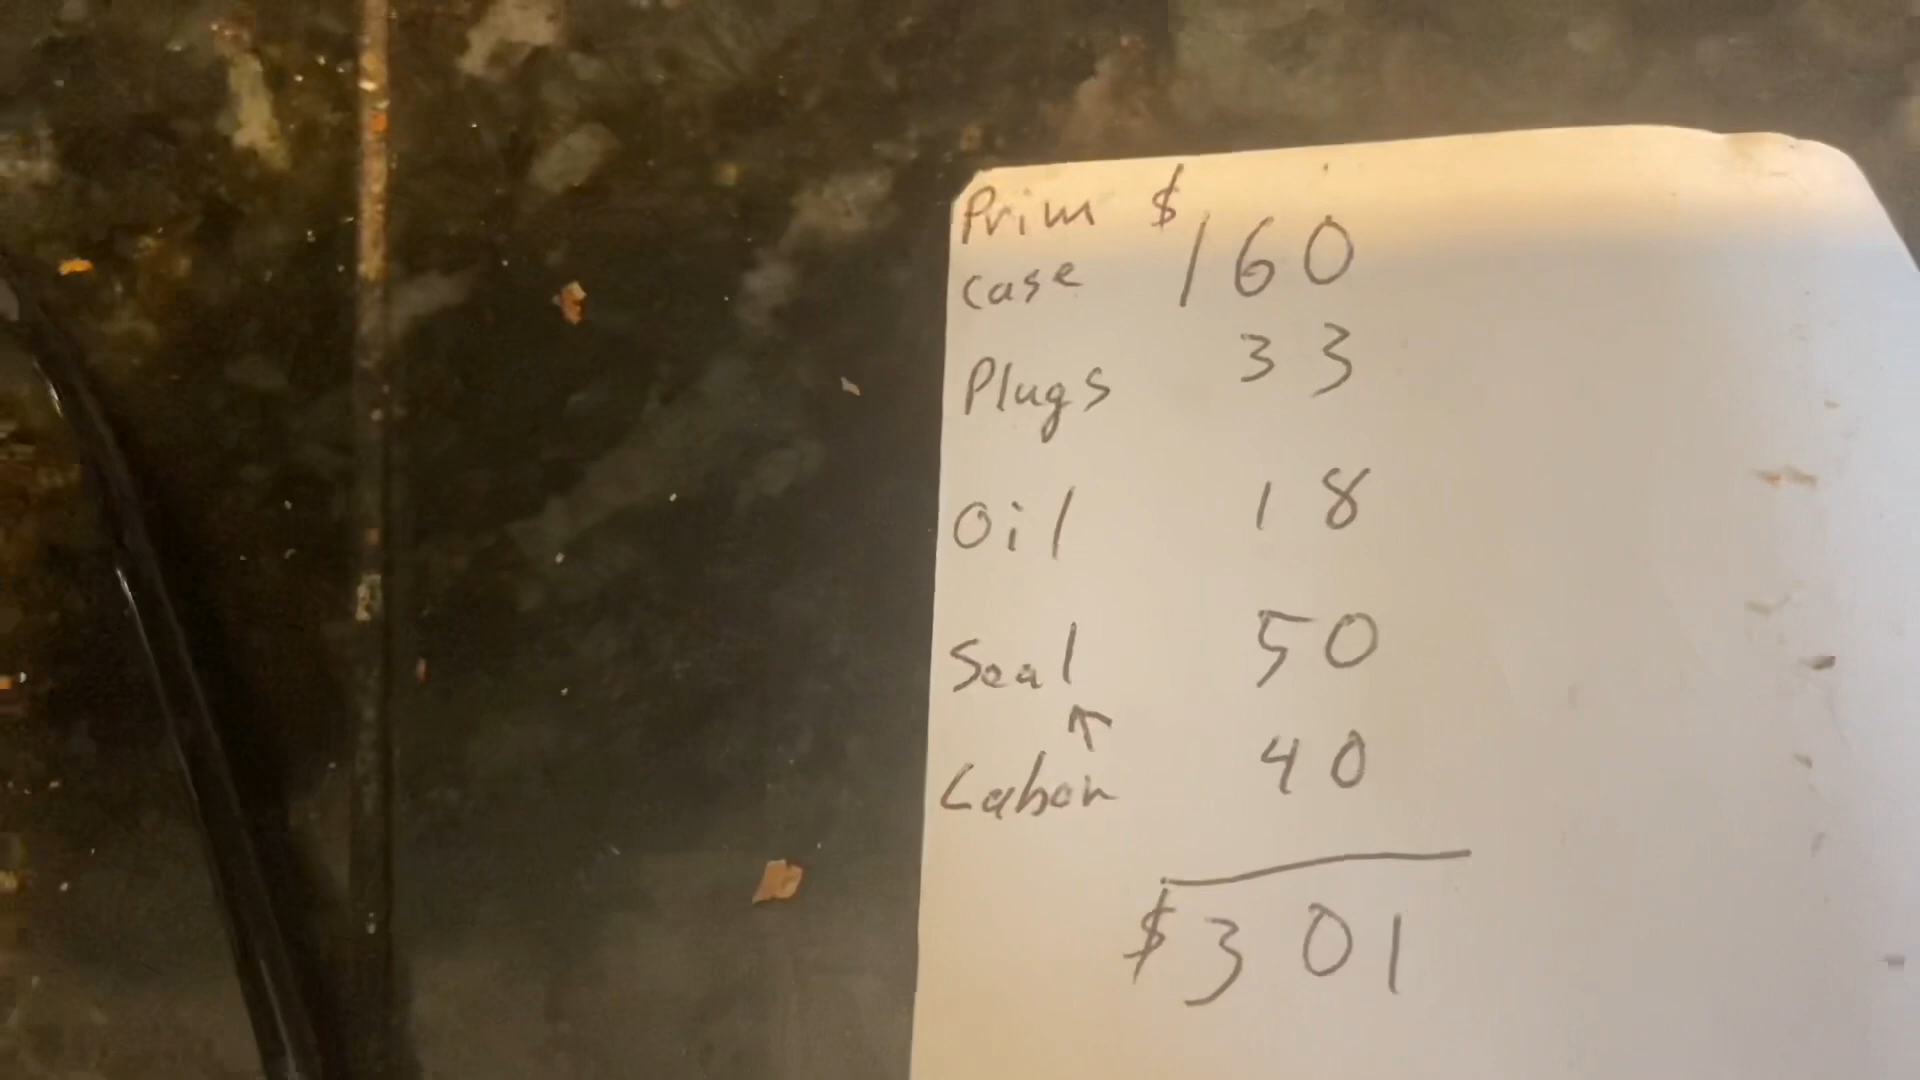 Prim $
case 160
Plugs 33
Oil 18
Seal 50
↑
Labor 40
$301